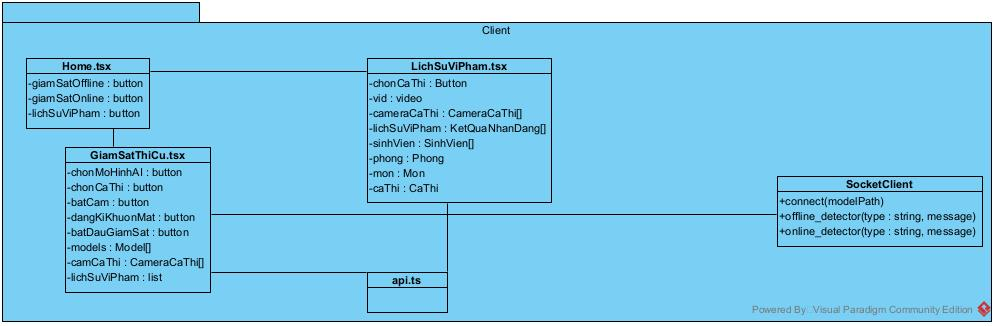 Client
Home.tsx
-giamSatOffline : button
-giamSatOnline : button
-lichSuViPham : button
LichSuViPham.tsx
-chonCaThi : Button
-vid : video
-cameraCaThi : CameraCaThi[]
-lichSuViPham : KetQuaNhanDang[]
-sinhVien : SinhVien[]
-phong : Phong
-mon : Mon
-caThi : CaThi
GiamSatThiCu.tsx
-chonMoHinhAI : button
-chonCaThi : button
-batCam : button
-dangKiKhuonMat : button
-batDauGiamSat : button
-models : Model[]
-camCaThi : CameraCaThi[]
-lichSuViPham : list
SocketClient
+connect(modelPath)
+offline_detector(type : string, message)
+online_detector(type : string, message)
api.ts
Powered By Visual Paradigm Community Edition